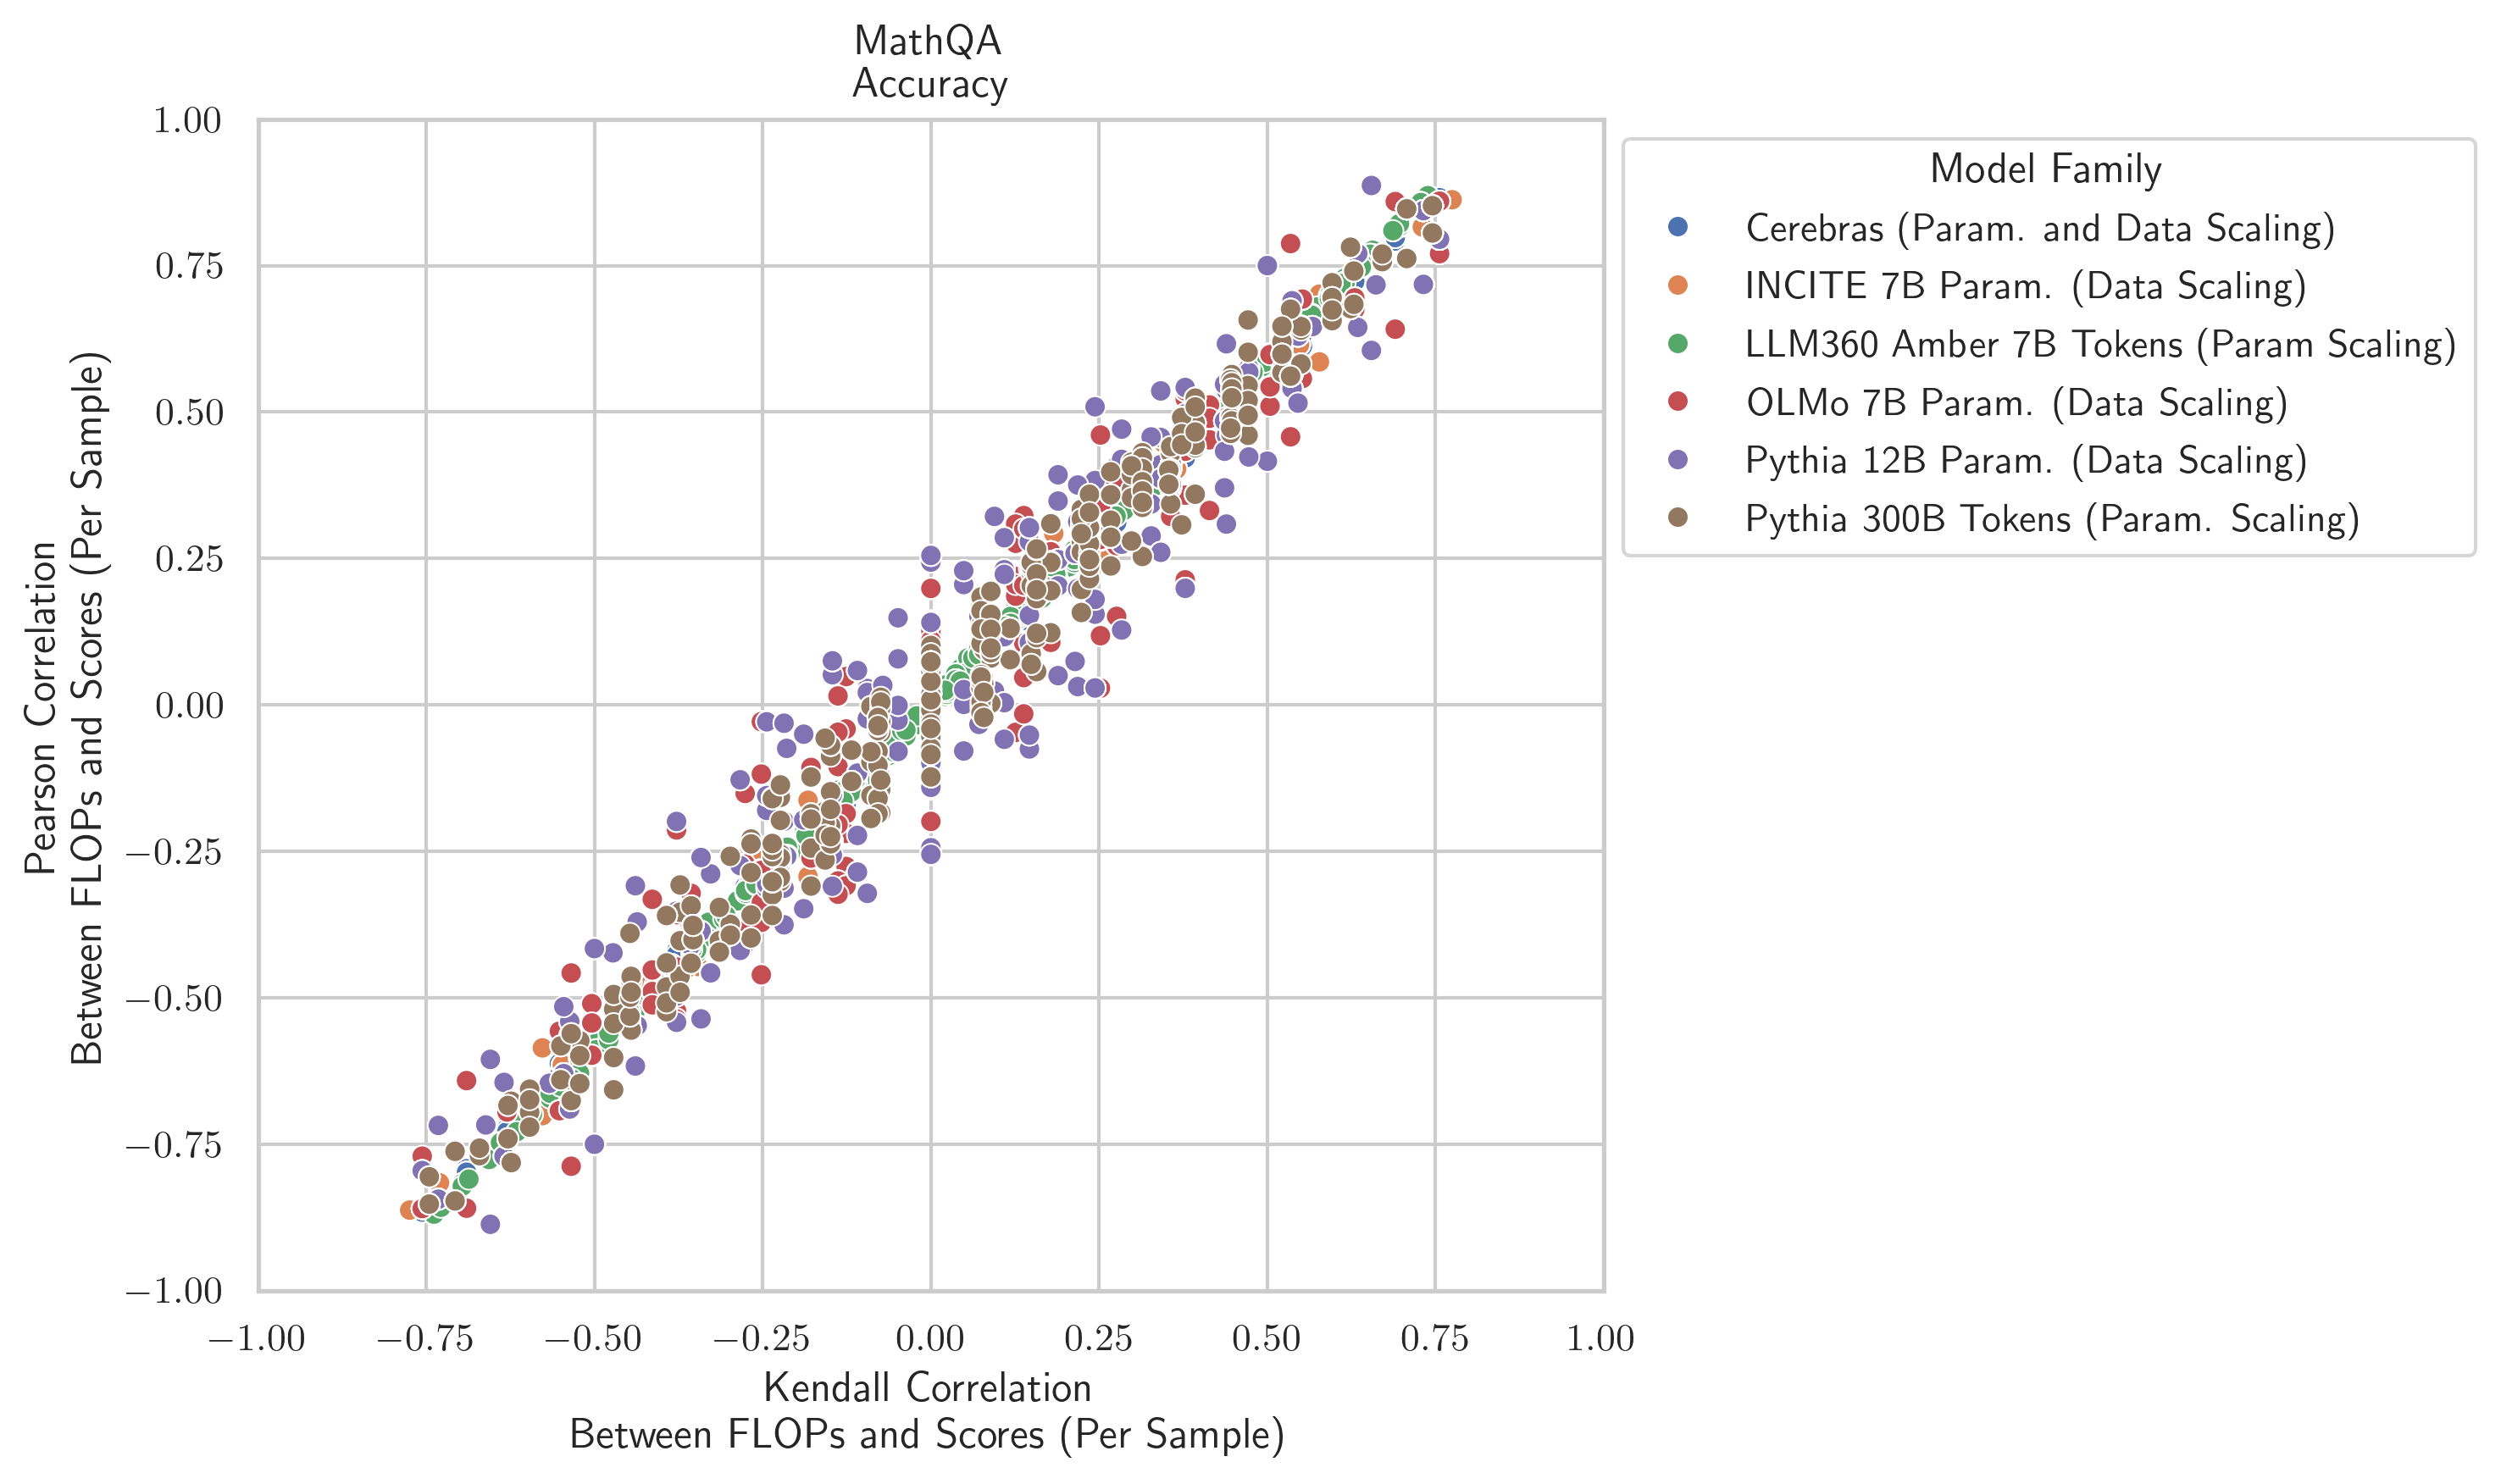 MathQA
Accuracy
1.00
0.75
0.50
0.25
0.00
−0.25
−0.50
−0.75
−1.00
Pearson Correlation
Between FLOPs and Scores (Per Sample)
−1.00 −0.75 −0.50 −0.25 0.00 0.25 0.50 0.75 1.00
Kendall Correlation
Between FLOPs and Scores (Per Sample)
Model Family
Cerebras (Param. and Data Scaling)
INCITE 7B Param. (Data Scaling)
LLM360 Amber 7B Tokens (Param Scaling)
OLMo 7B Param. (Data Scaling)
Pythia 12B Param. (Data Scaling)
Pythia 300B Tokens (Param. Scaling)